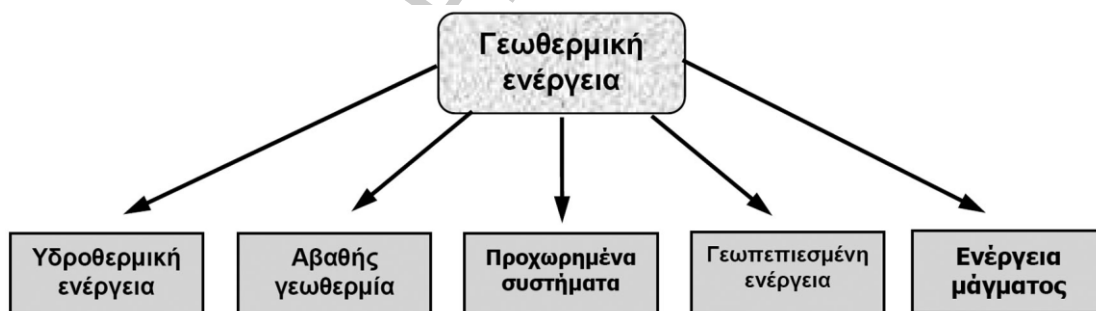 Γεωθερμική
ενέργεια
Υδροθερμική
ενέργεια
Αβαθής
γεωθερμία
Προχωρημένα
συστήματα
Γεωπεπιεσμένη
ενέργεια
Ενέργεια
μάγματος